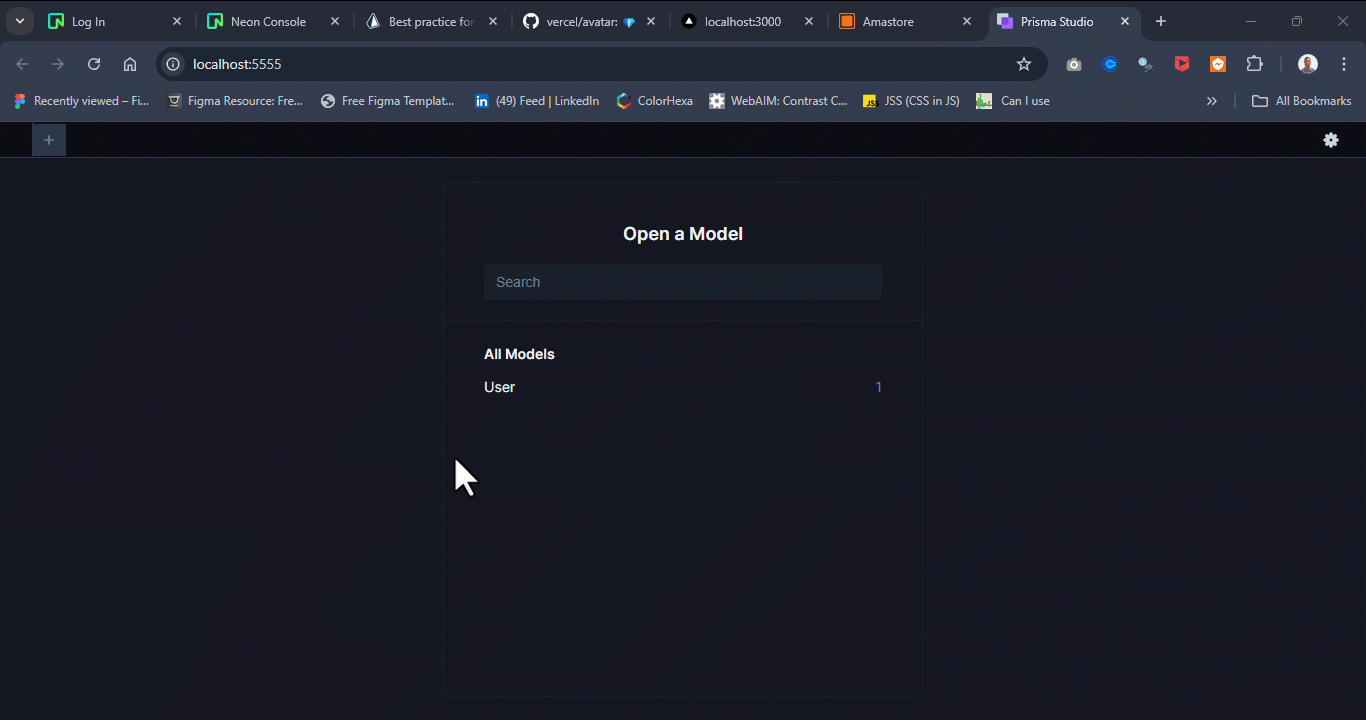 Log In
Neon Console
Best practice for
vercel/avatar:
localhost:3000
Amastore
Prisma Studio
localhost:5555
Recently viewed – Fi...
Figma Resource: Fre...
Free Figma Templat...
(49) Feed | LinkedIn
ColorHexa
WebAIM: Contrast C...
JSS (CSS in JS)
Can I use
All Bookmarks
Open a Model
Search
All Models
User 1